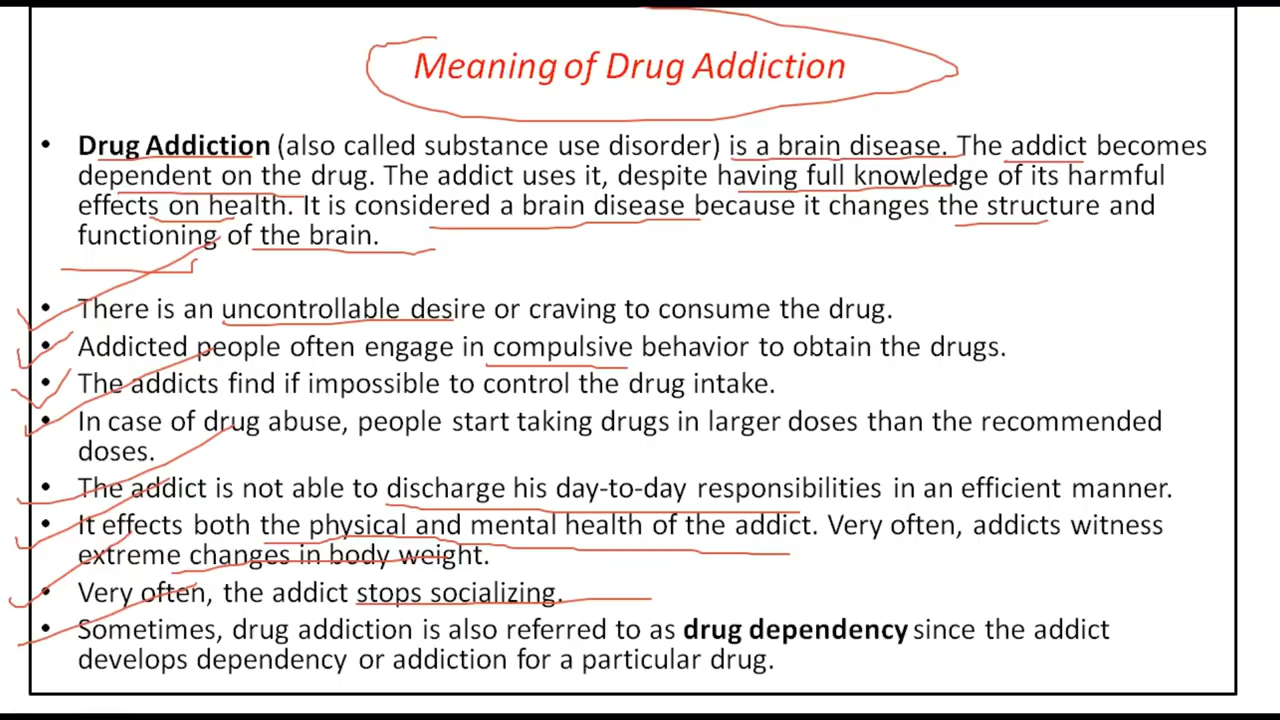 Meaning of Drug Addiction
• Drug Addiction (also called substance use disorder) is a brain disease. The addict becomes
dependent on the drug. The addict uses it, despite having full knowledge of its harmful
effects on health. It is considered a brain disease because it changes the structure and
functioning of the brain.
• There is an uncontrollable desire or craving to consume the drug.
• Addicted people often engage in compulsive behavior to obtain the drugs.
• The addicts find if impossible to control the drug intake.
• In case of drug abuse, people start taking drugs in larger doses than the recommended
doses.
• The addict is not able to discharge his day-to-day responsibilities in an efficient manner.
• It effects both the physical and mental health of the addict. Very often, addicts witness
extreme changes in body weight.
• Very often, the addict stops socializing.
• Sometimes, drug addiction is also referred to as drug dependency since the addict
develops dependency or addiction for a particular drug.